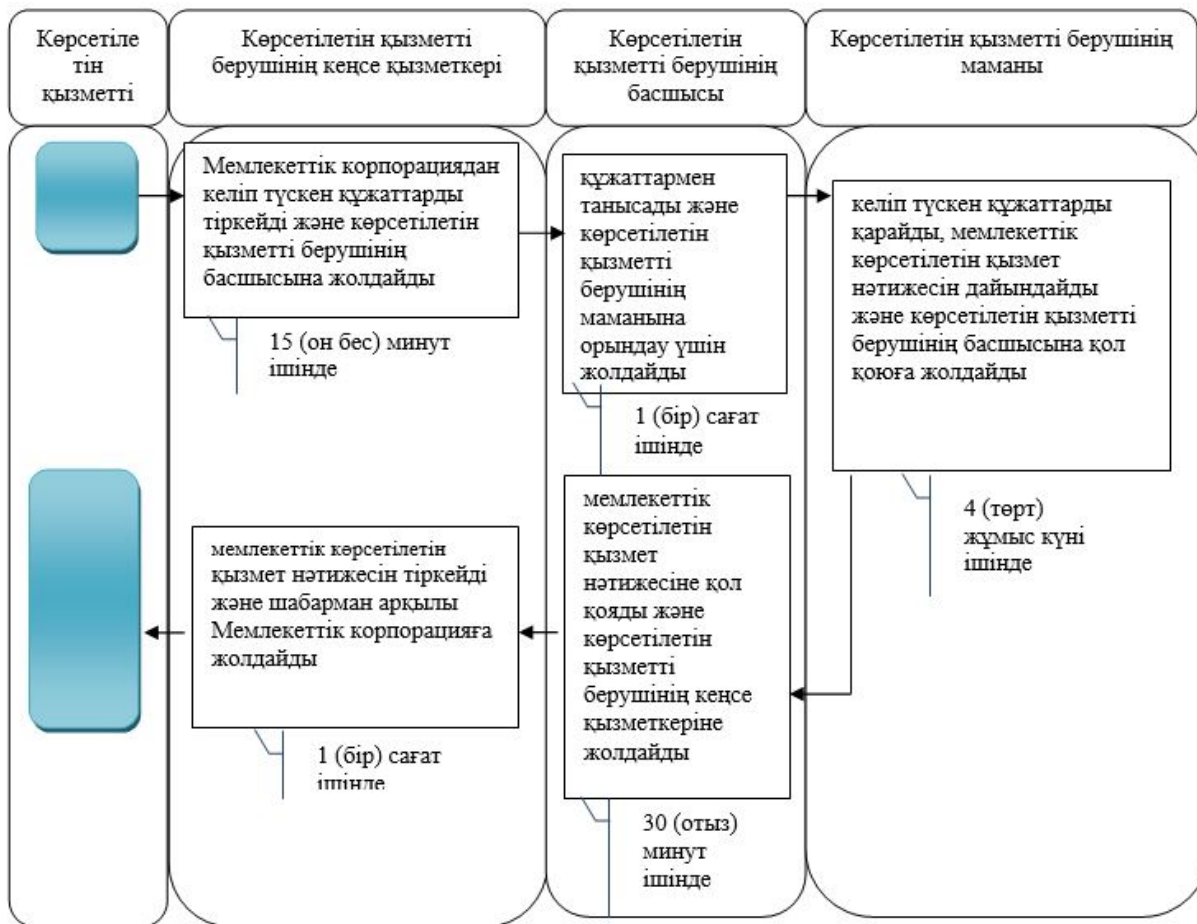 Көрсетіле
тін
қызметті
Көрсетілетін қызметті
берушінің кеңсе қызметкері
Көрсетілетін
қызметті берушінің
басшысы
Көрсетілетін қызметті берушінің
маманы
Мемлекеттік корпорациядан
келіп түскен құжаттарды
тіркейді және көрсетілетін
қызметті берушінің
басшысына жолдайды
15 (он бес) минут
ішінде
құжаттармен
танысады және
көрсетілетін
қызметті
берушінің
маманына
орындау үшін
жолдайды
1 (бір) сағат
ішінде
келіп түскен құжаттарды
қарайды, мемлекеттік
көрсетілетін қызмет
нәтижесін дайындайды
және көрсетілетін қызметті
берушінің басшысына қол
қоюға жолдайды
4 (төрт)
жұмыс күні
ішінде
мемлекеттік
көрсетілетін
қызмет
нәтижесіне қол
қояды және
көрсетілетін
қызметті
берушінің кеңсе
қызметкеріне
жолдайды
30 (отыз)
минут
ішінде
мемлекеттік көрсетілетін
қызмет нәтижесін тіркейді
және шабарман арқылы
Мемлекеттік корпорацияға
жолдайды
1 (бір) сағат
ішінде